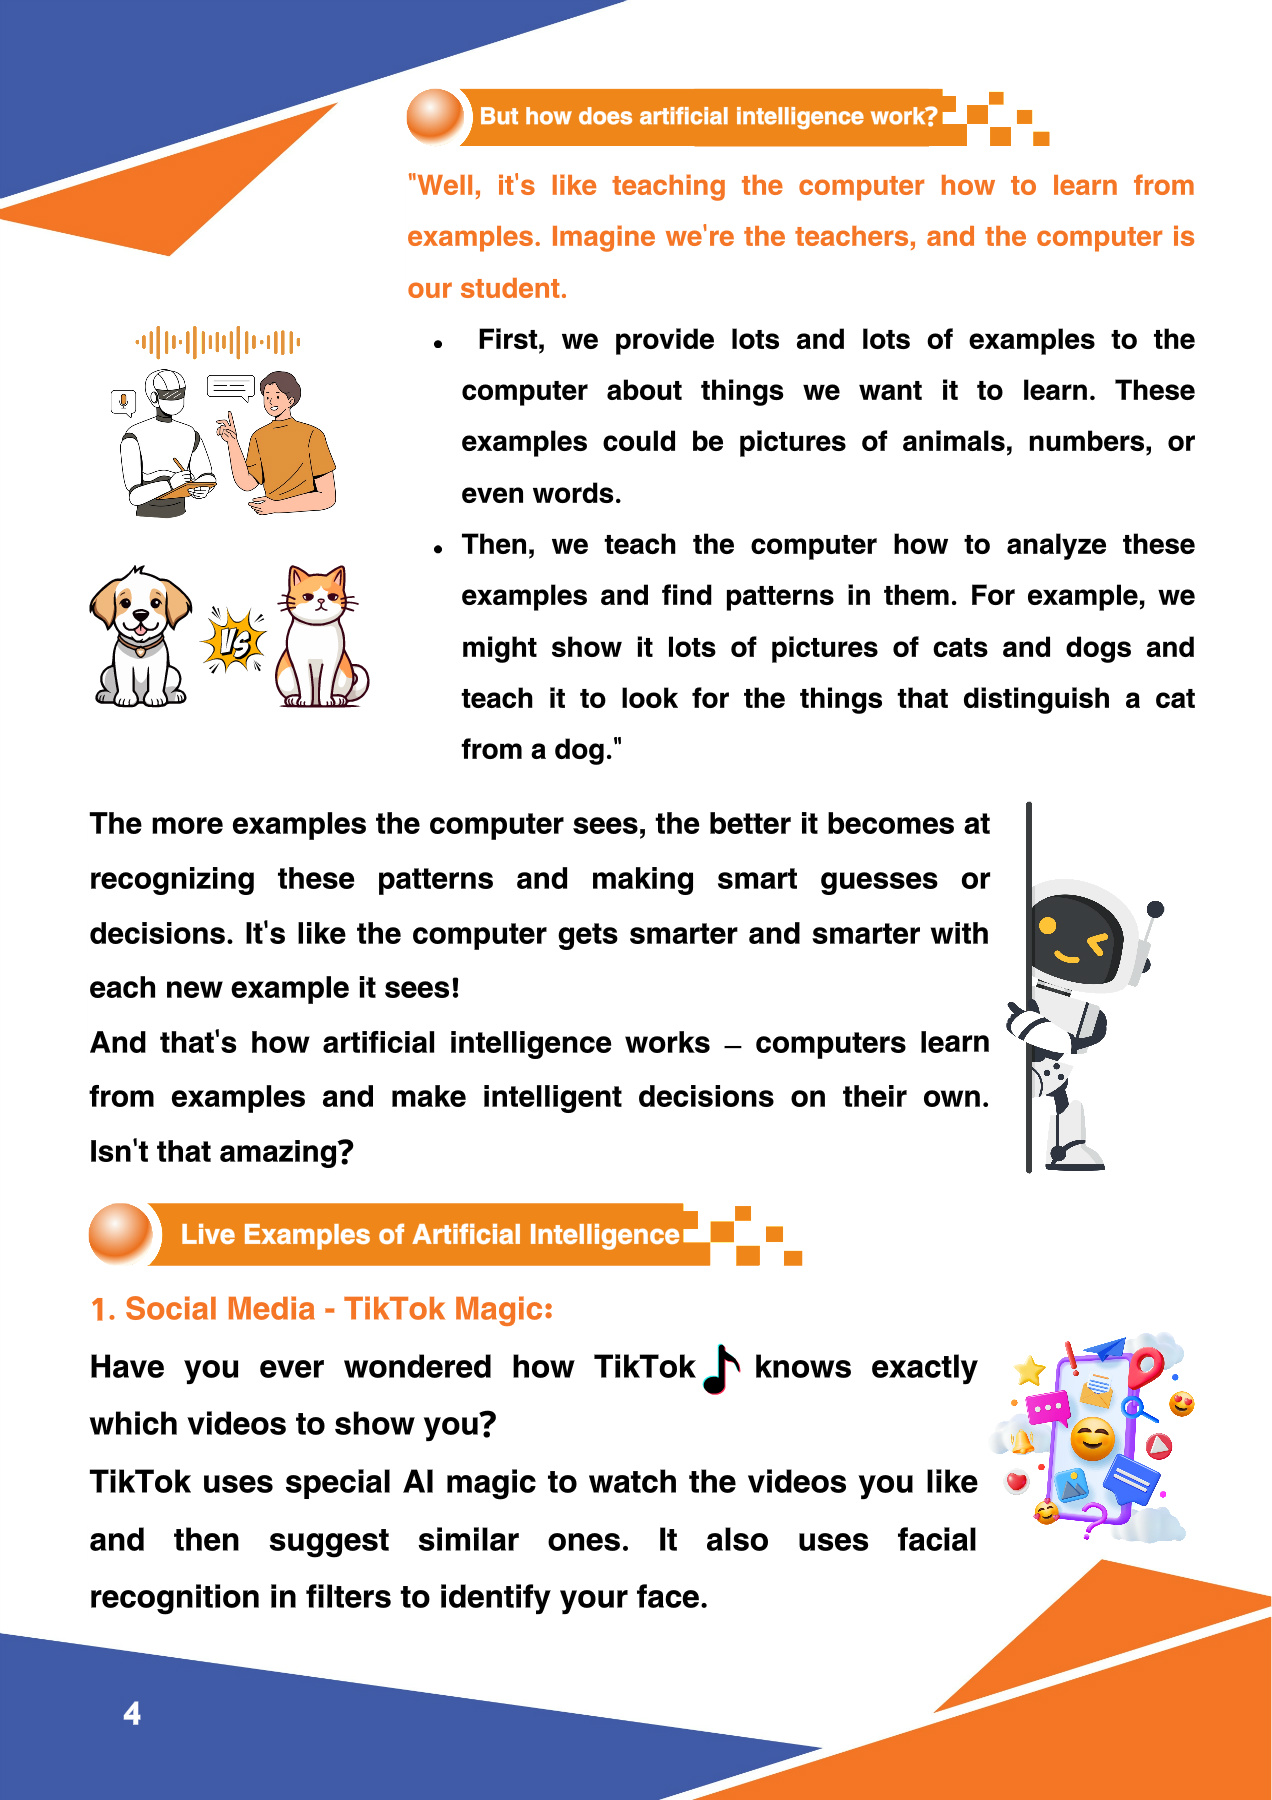 But how does artificial intelligence work?
"Well, it's like teaching the computer how to learn from
examples. Imagine we're the teachers, and the computer is
our student.
• First, we provide lots and lots of examples to the
computer about things we want it to learn. These
examples could be pictures of animals, numbers, or
even words.
• Then, we teach the computer how to analyze these
examples and find patterns in them. For example, we
might show it lots of pictures of cats and dogs and
teach it to look for the things that distinguish a cat
from a dog."
VS
The more examples the computer sees, the better it becomes at
recognizing these patterns and making smart guesses or
decisions. It's like the computer gets smarter and smarter with
each new example it sees!
And that's how artificial intelligence works – computers learn
from examples and make intelligent decisions on their own.
Isn't that amazing?
Live Examples of Artificial Intelligence
1. Social Media - TikTok Magic:
Have you ever wondered how TikTok knows exactly
which videos to show you?
TikTok uses special AI magic to watch the videos you like
and then suggest similar ones. It also uses facial
recognition in filters to identify your face.
4